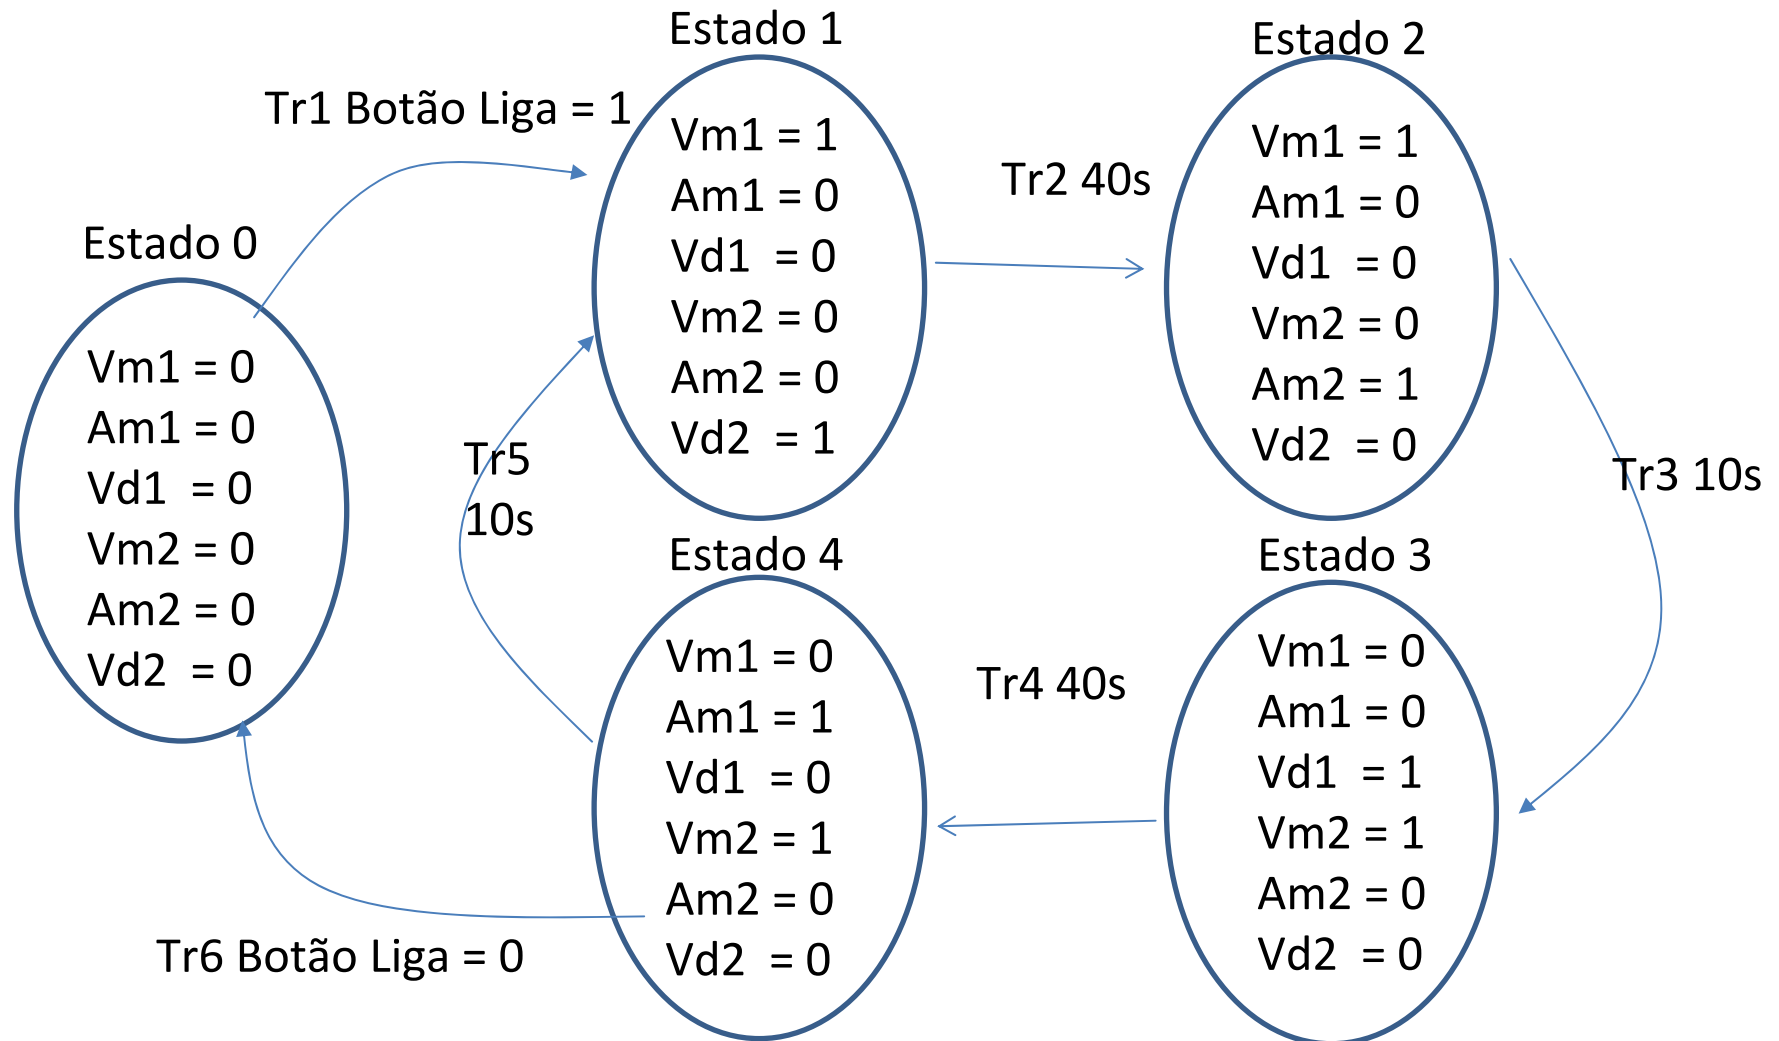 Estado 0
Vm1 = 0
Am1 = 0
Vd1 = 0
Vm2 = 0
Am2 = 0
Vd2 = 0
Tr1 Botão Liga = 1
Estado 1
Vm1 = 1
Am1 = 0
Vd1 = 0
Vm2 = 0
Am2 = 0
Vd2 = 1
Tr2 40s
Estado 2
Vm1 = 1
Am1 = 0
Vd1 = 0
Vm2 = 0
Am2 = 1
Vd2 = 0
Tr3 10s
Estado 3
Vm1 = 0
Am1 = 0
Vd1 = 1
Vm2 = 1
Am2 = 0
Vd2 = 0
Tr4 40s
Estado 4
Vm1 = 0
Am1 = 1
Vd1 = 0
Vm2 = 1
Am2 = 0
Vd2 = 0
Tr5
10s
Tr6 Botão Liga = 0